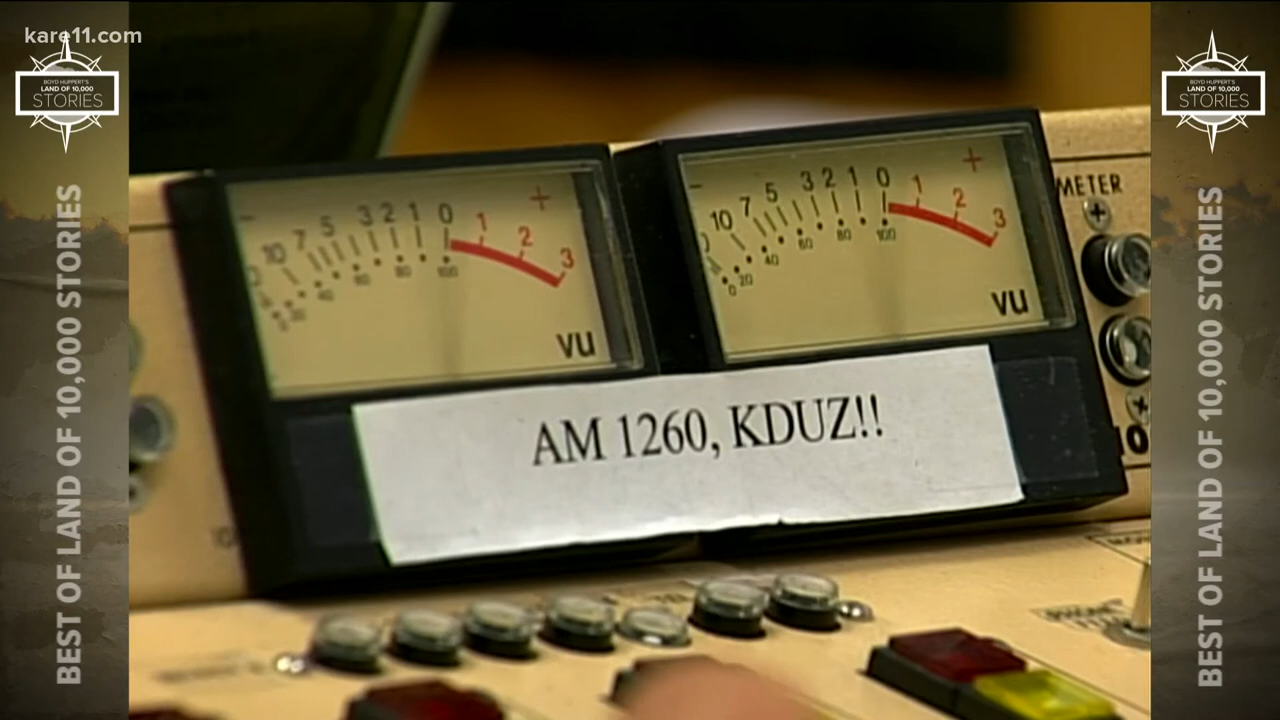 kare11.com
BOYD HUPPERT'S
LAND OF 10,000
STORIES
BEST OF LAND OF 10,000 STORIES
- 10 7 5 3 2 1 0 1 2 3 +
40 80 100
VU
- 10 7 5 3 2 1 0 1 2 3 +
0 20 40 60 80 100
VU
METER
AM 1260, KDUZ!!
BOYD HUPPERT'S
LAND OF 10,000
STORIES
BEST OF LAND OF 10,000 STORIES